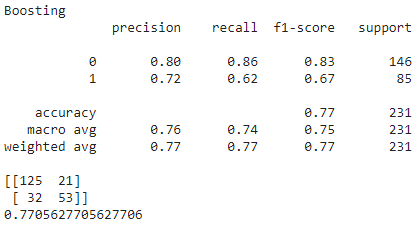 Boosting
precision recall f1-score support
0 0.80 0.86 0.83 146
1 0.72 0.62 0.67 85
accuracy 0.77 231
macro avg 0.76 0.74 0.75 231
weighted avg 0.77 0.77 0.77 231
[[125 21]
[ 32 53]]
0.7705627705627706